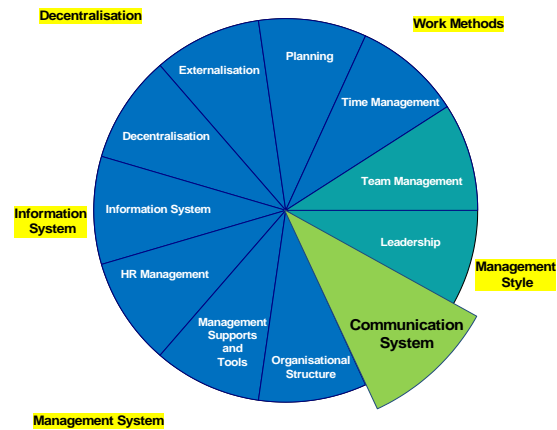 Decentralisation
Work Methods
Externalisation
Planning
Time Management
Decentralisation
Team Management
Information System
Information
System
Leadership
HR Management
Management
Style
Management
Supports
and
Tools
Communication
System
Organisational
Structure
Management System